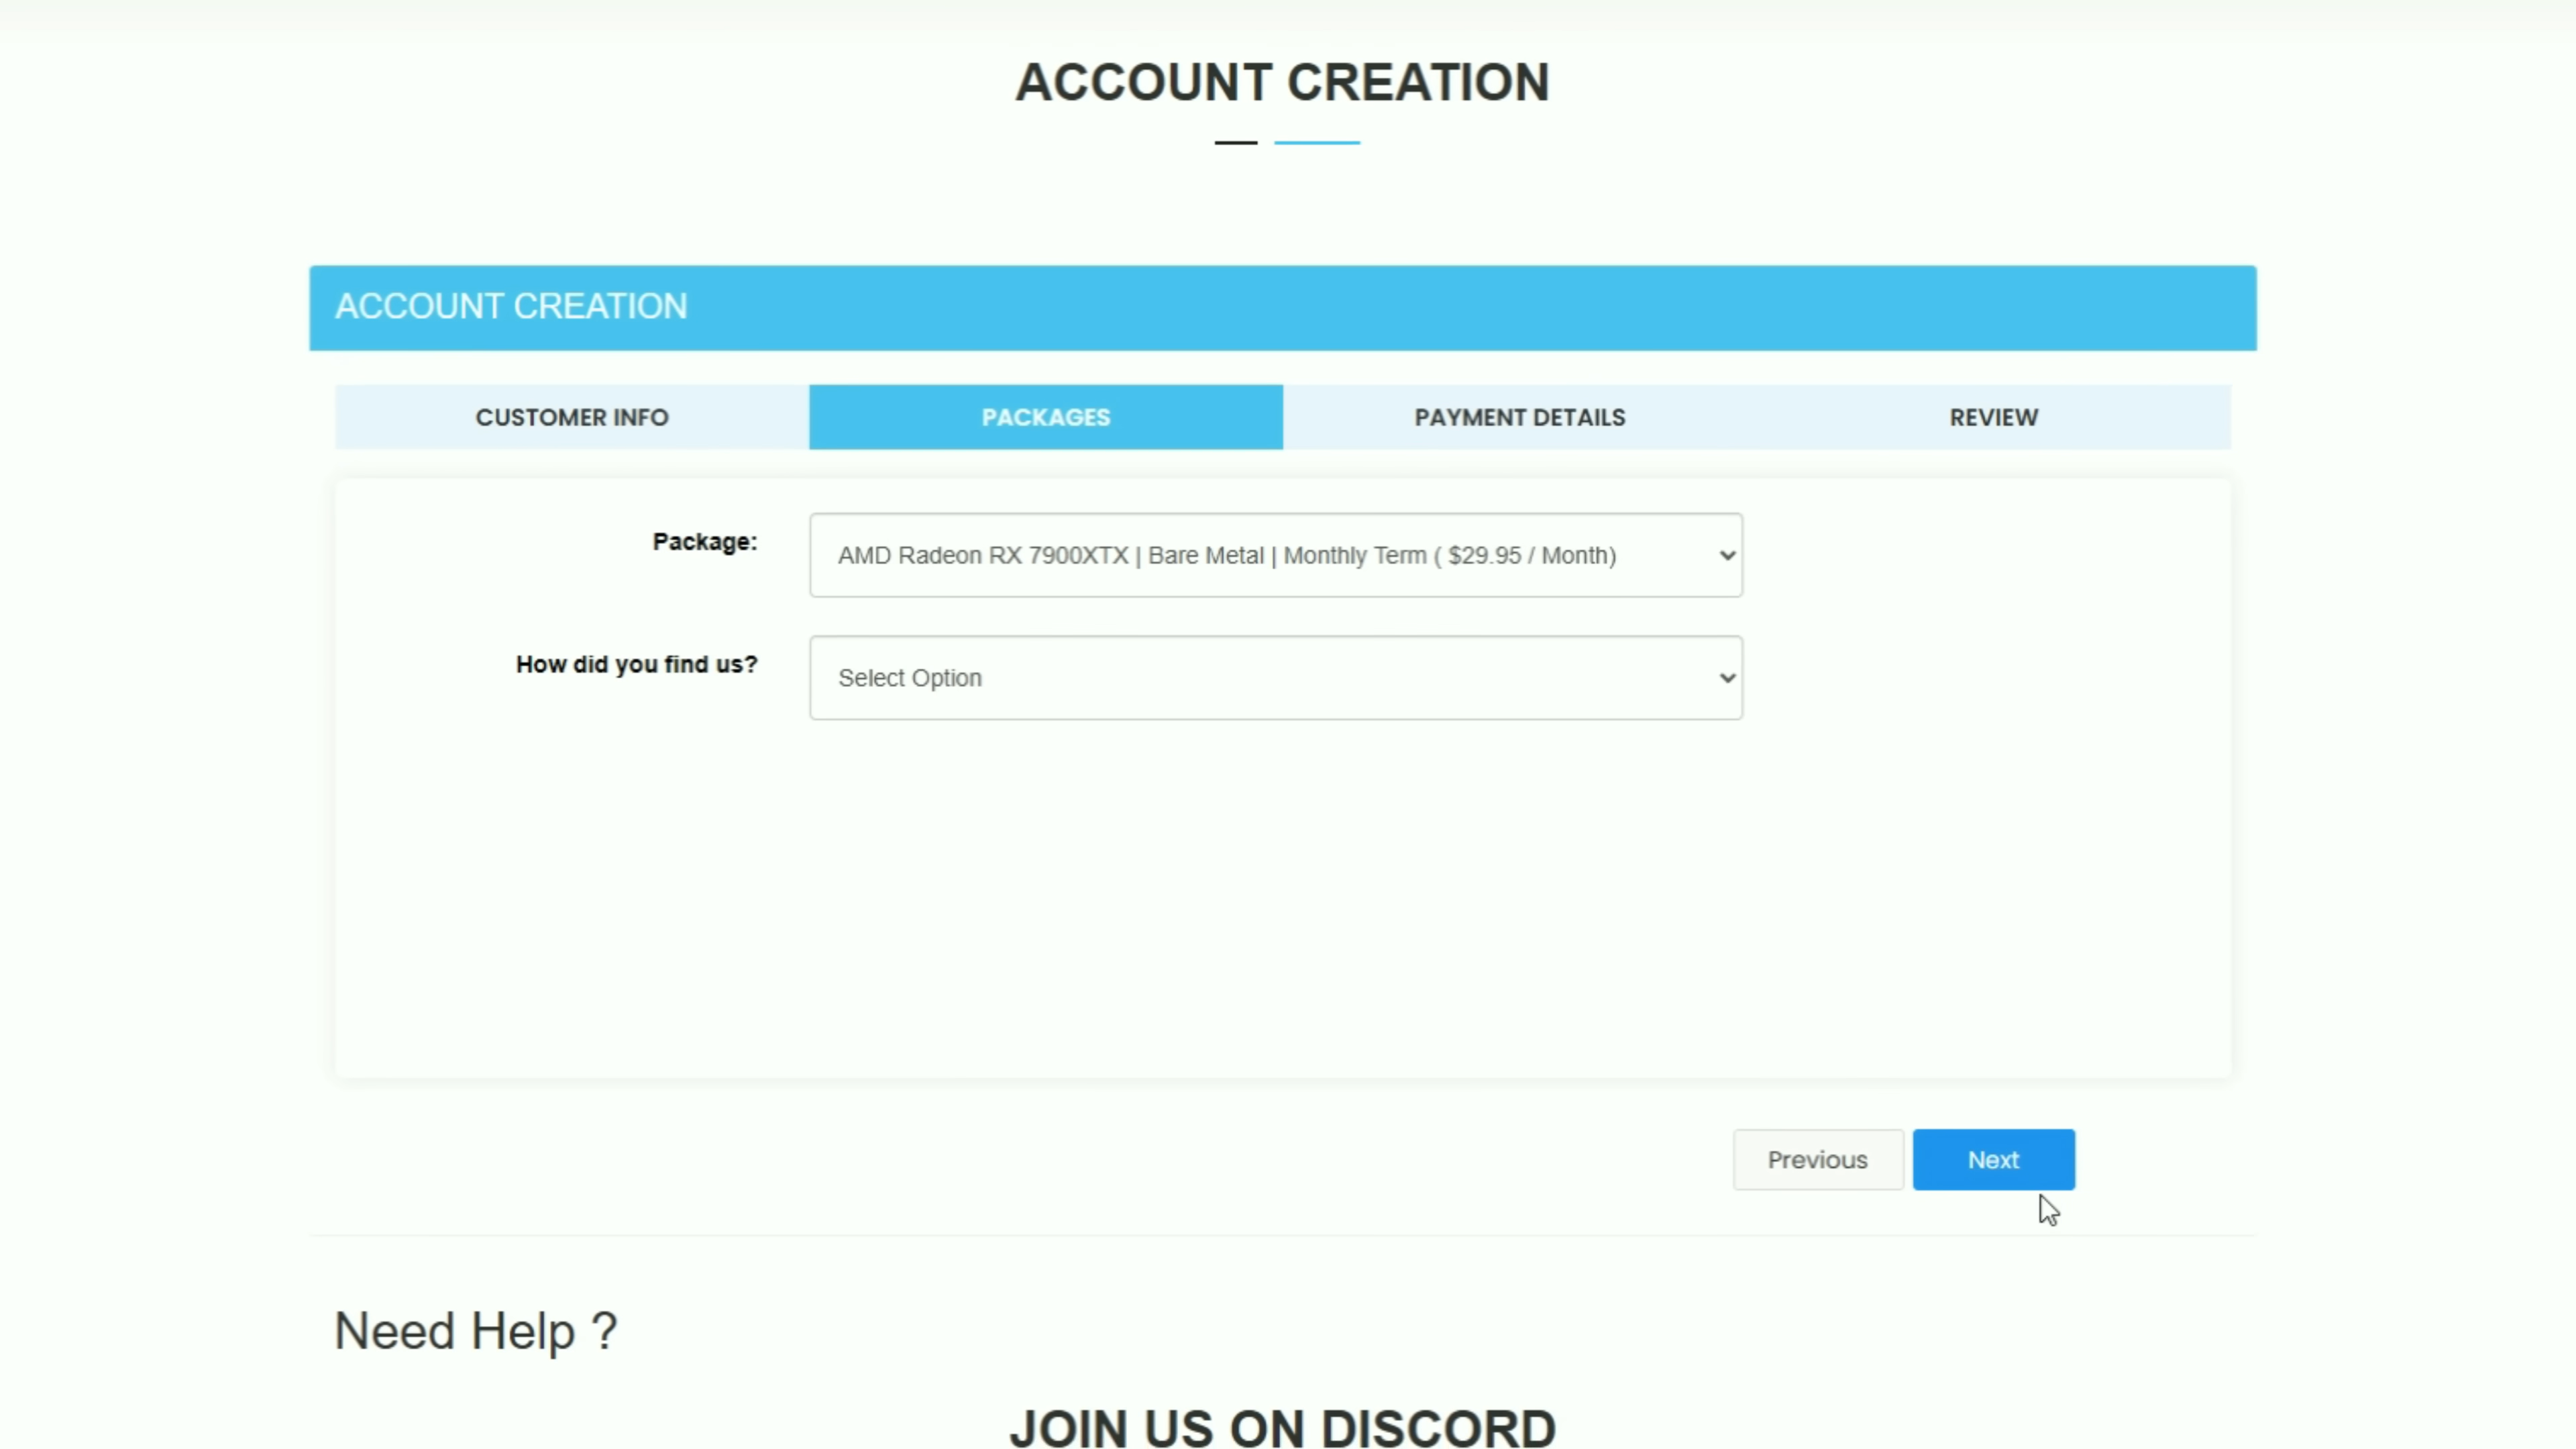 ACCOUNT CREATION
ACCOUNT CREATION
CUSTOMER INFO
PACKAGES
PAYMENT DETAILS
REVIEW
Package:
AMD Radeon RX 7900XTX | Bare Metal | Monthly Term ( $29.95 / Month)
How did you find us?
Select Option
Previous
Next
Need Help ?
JOIN US ON DISCORD